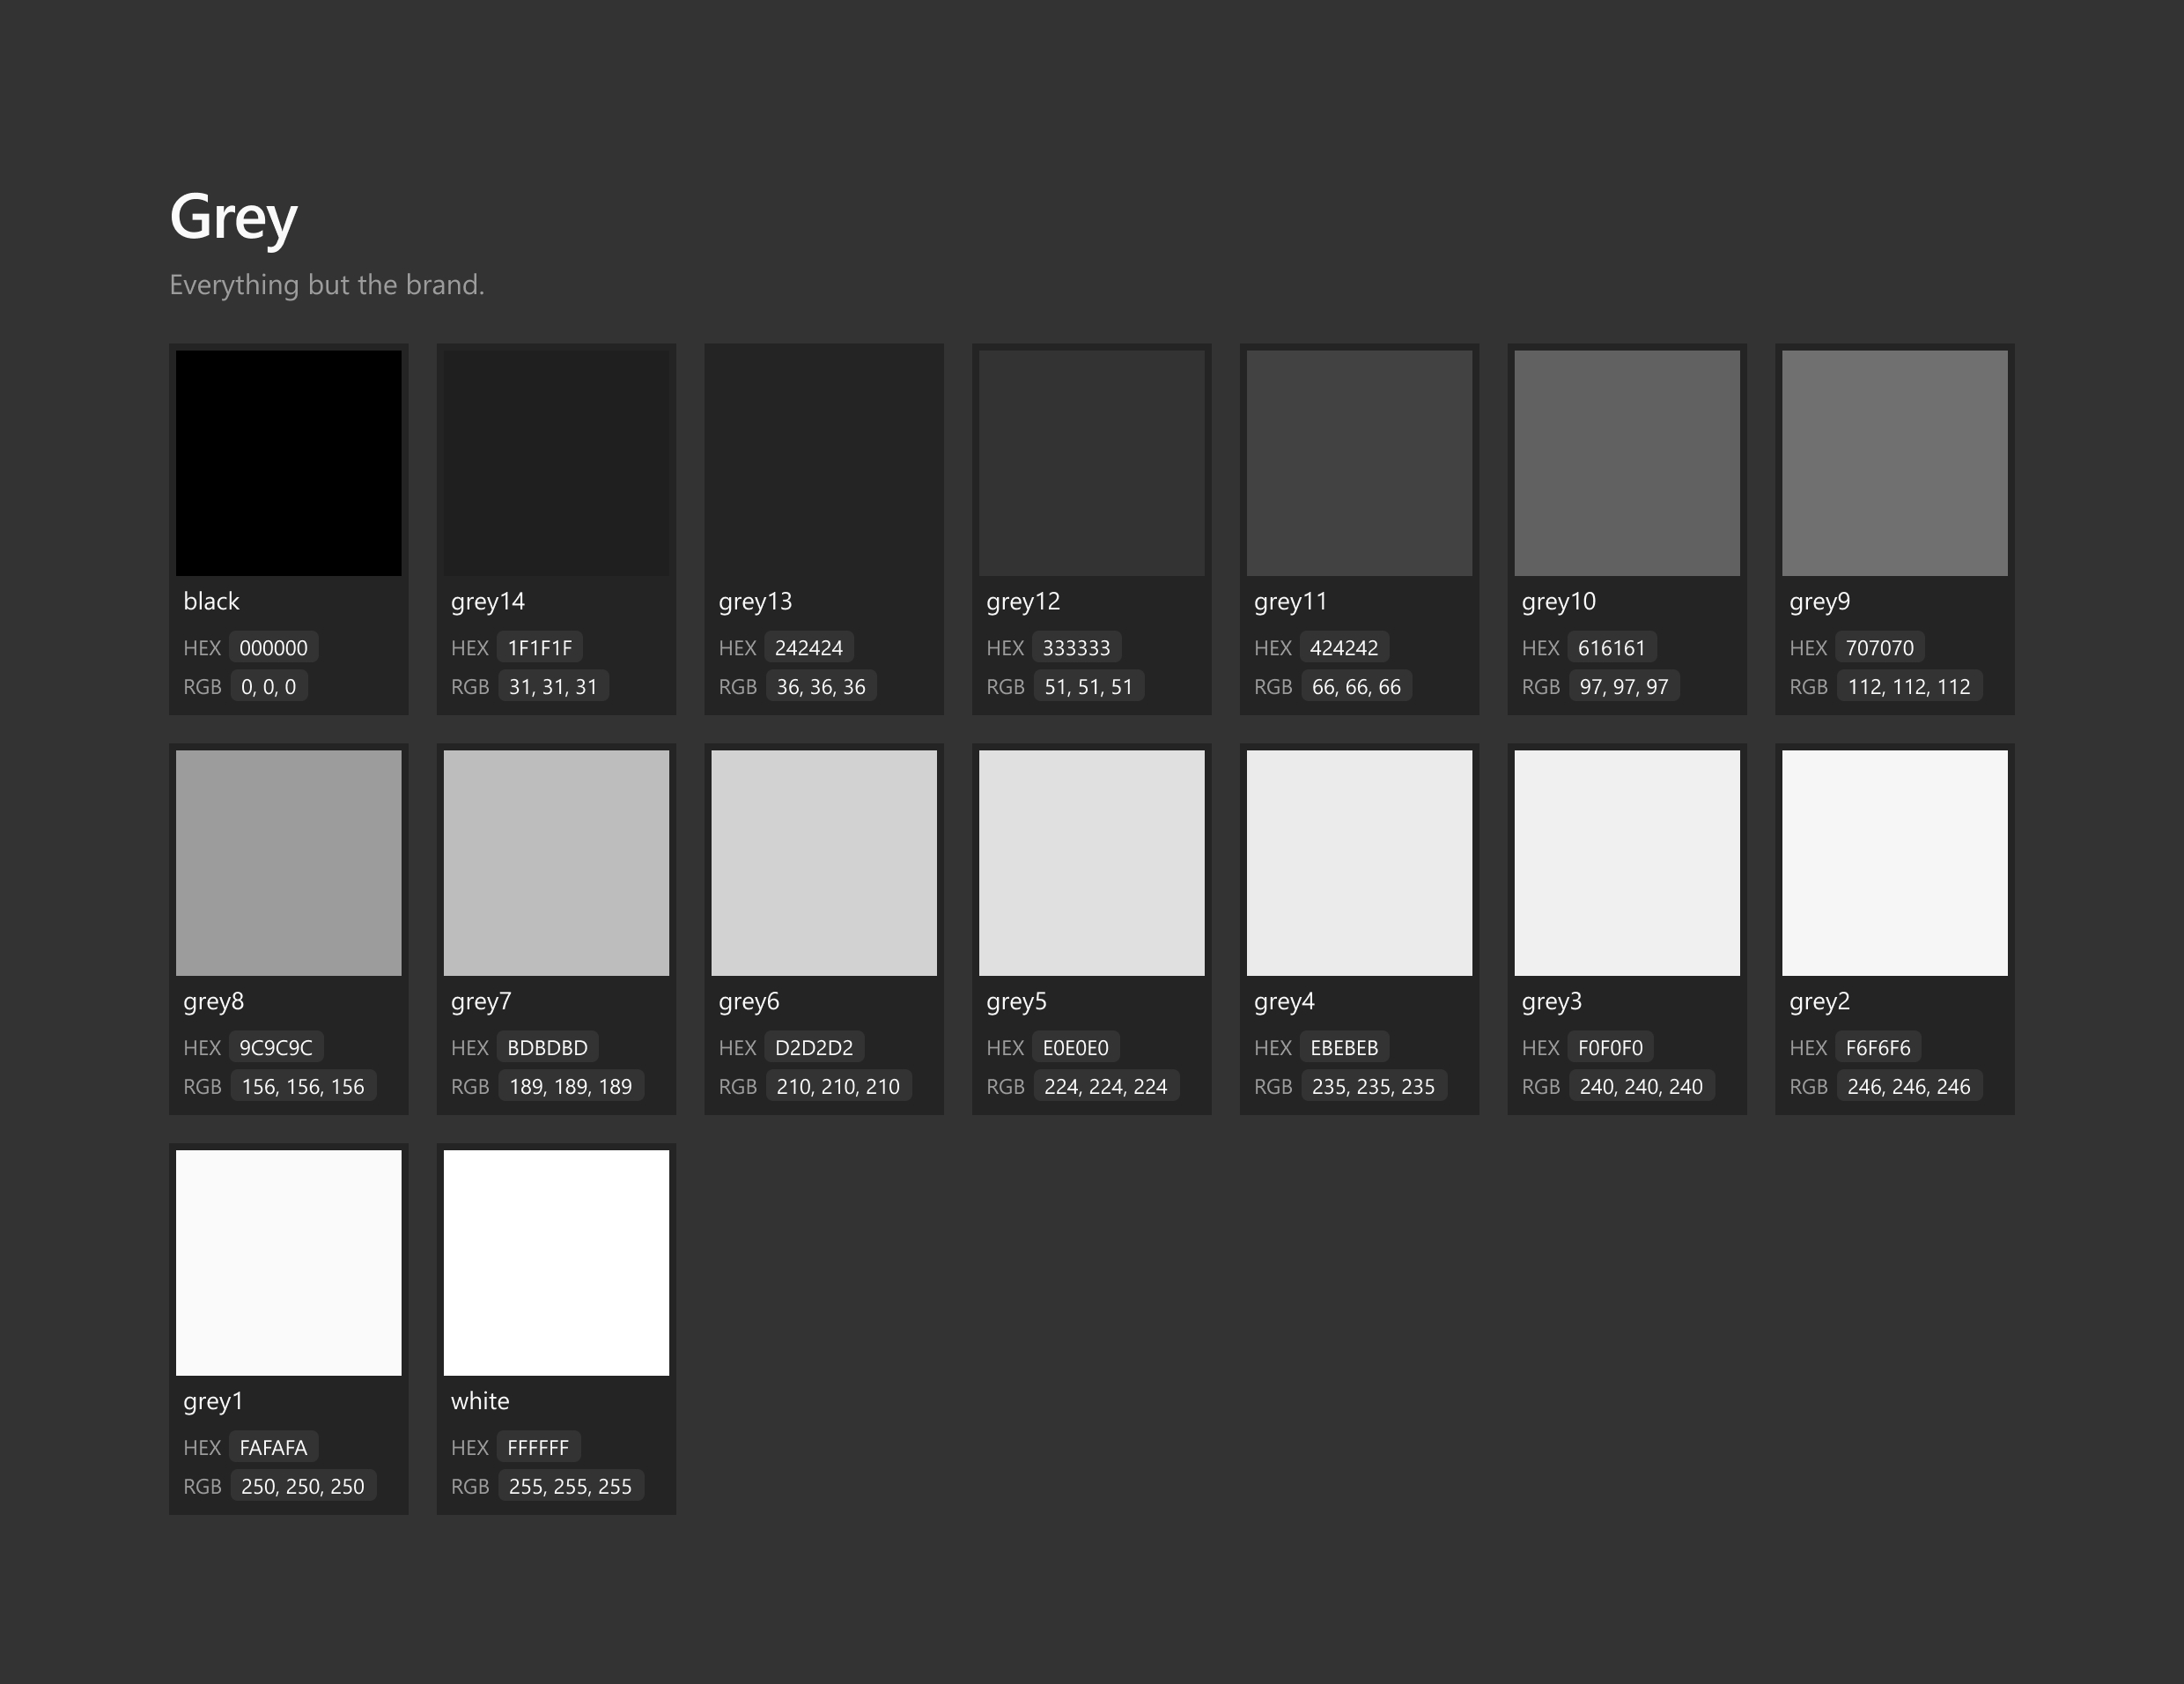 Grey
Everything but the brand.
black
HEX 000000
RGB 0, 0, 0
grey14
HEX 1F1F1F
RGB 31, 31, 31
grey13
HEX 242424
RGB 36, 36, 36
grey12
HEX 333333
RGB 51, 51, 51
grey11
HEX 424242
RGB 66, 66, 66
grey10
HEX 616161
RGB 97, 97, 97
grey9
HEX 707070
RGB 112, 112, 112
grey8
HEX 9C9C9C
RGB 156, 156, 156
grey7
HEX BDBDBD
RGB 189, 189, 189
grey6
HEX D2D2D2
RGB 210, 210, 210
grey5
HEX E0E0E0
RGB 224, 224, 224
grey4
HEX EBEBEB
RGB 235, 235, 235
grey3
HEX F0F0F0
RGB 240, 240, 240
grey2
HEX F6F6F6
RGB 246, 246, 246
grey1
HEX FAFAFA
RGB 250, 250, 250
white
HEX FFFFFF
RGB 255, 255, 255